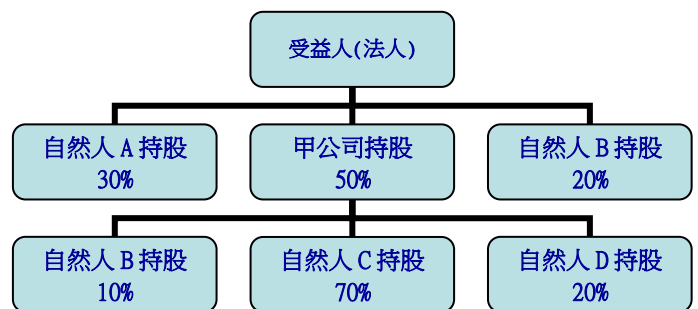 受益人(法人)
自然人 A 持股
30%
甲公司持股
50%
自然人 B 持股
20%
自然人 B 持股
10%
自然人 C 持股
70%
自然人 D 持股
20%